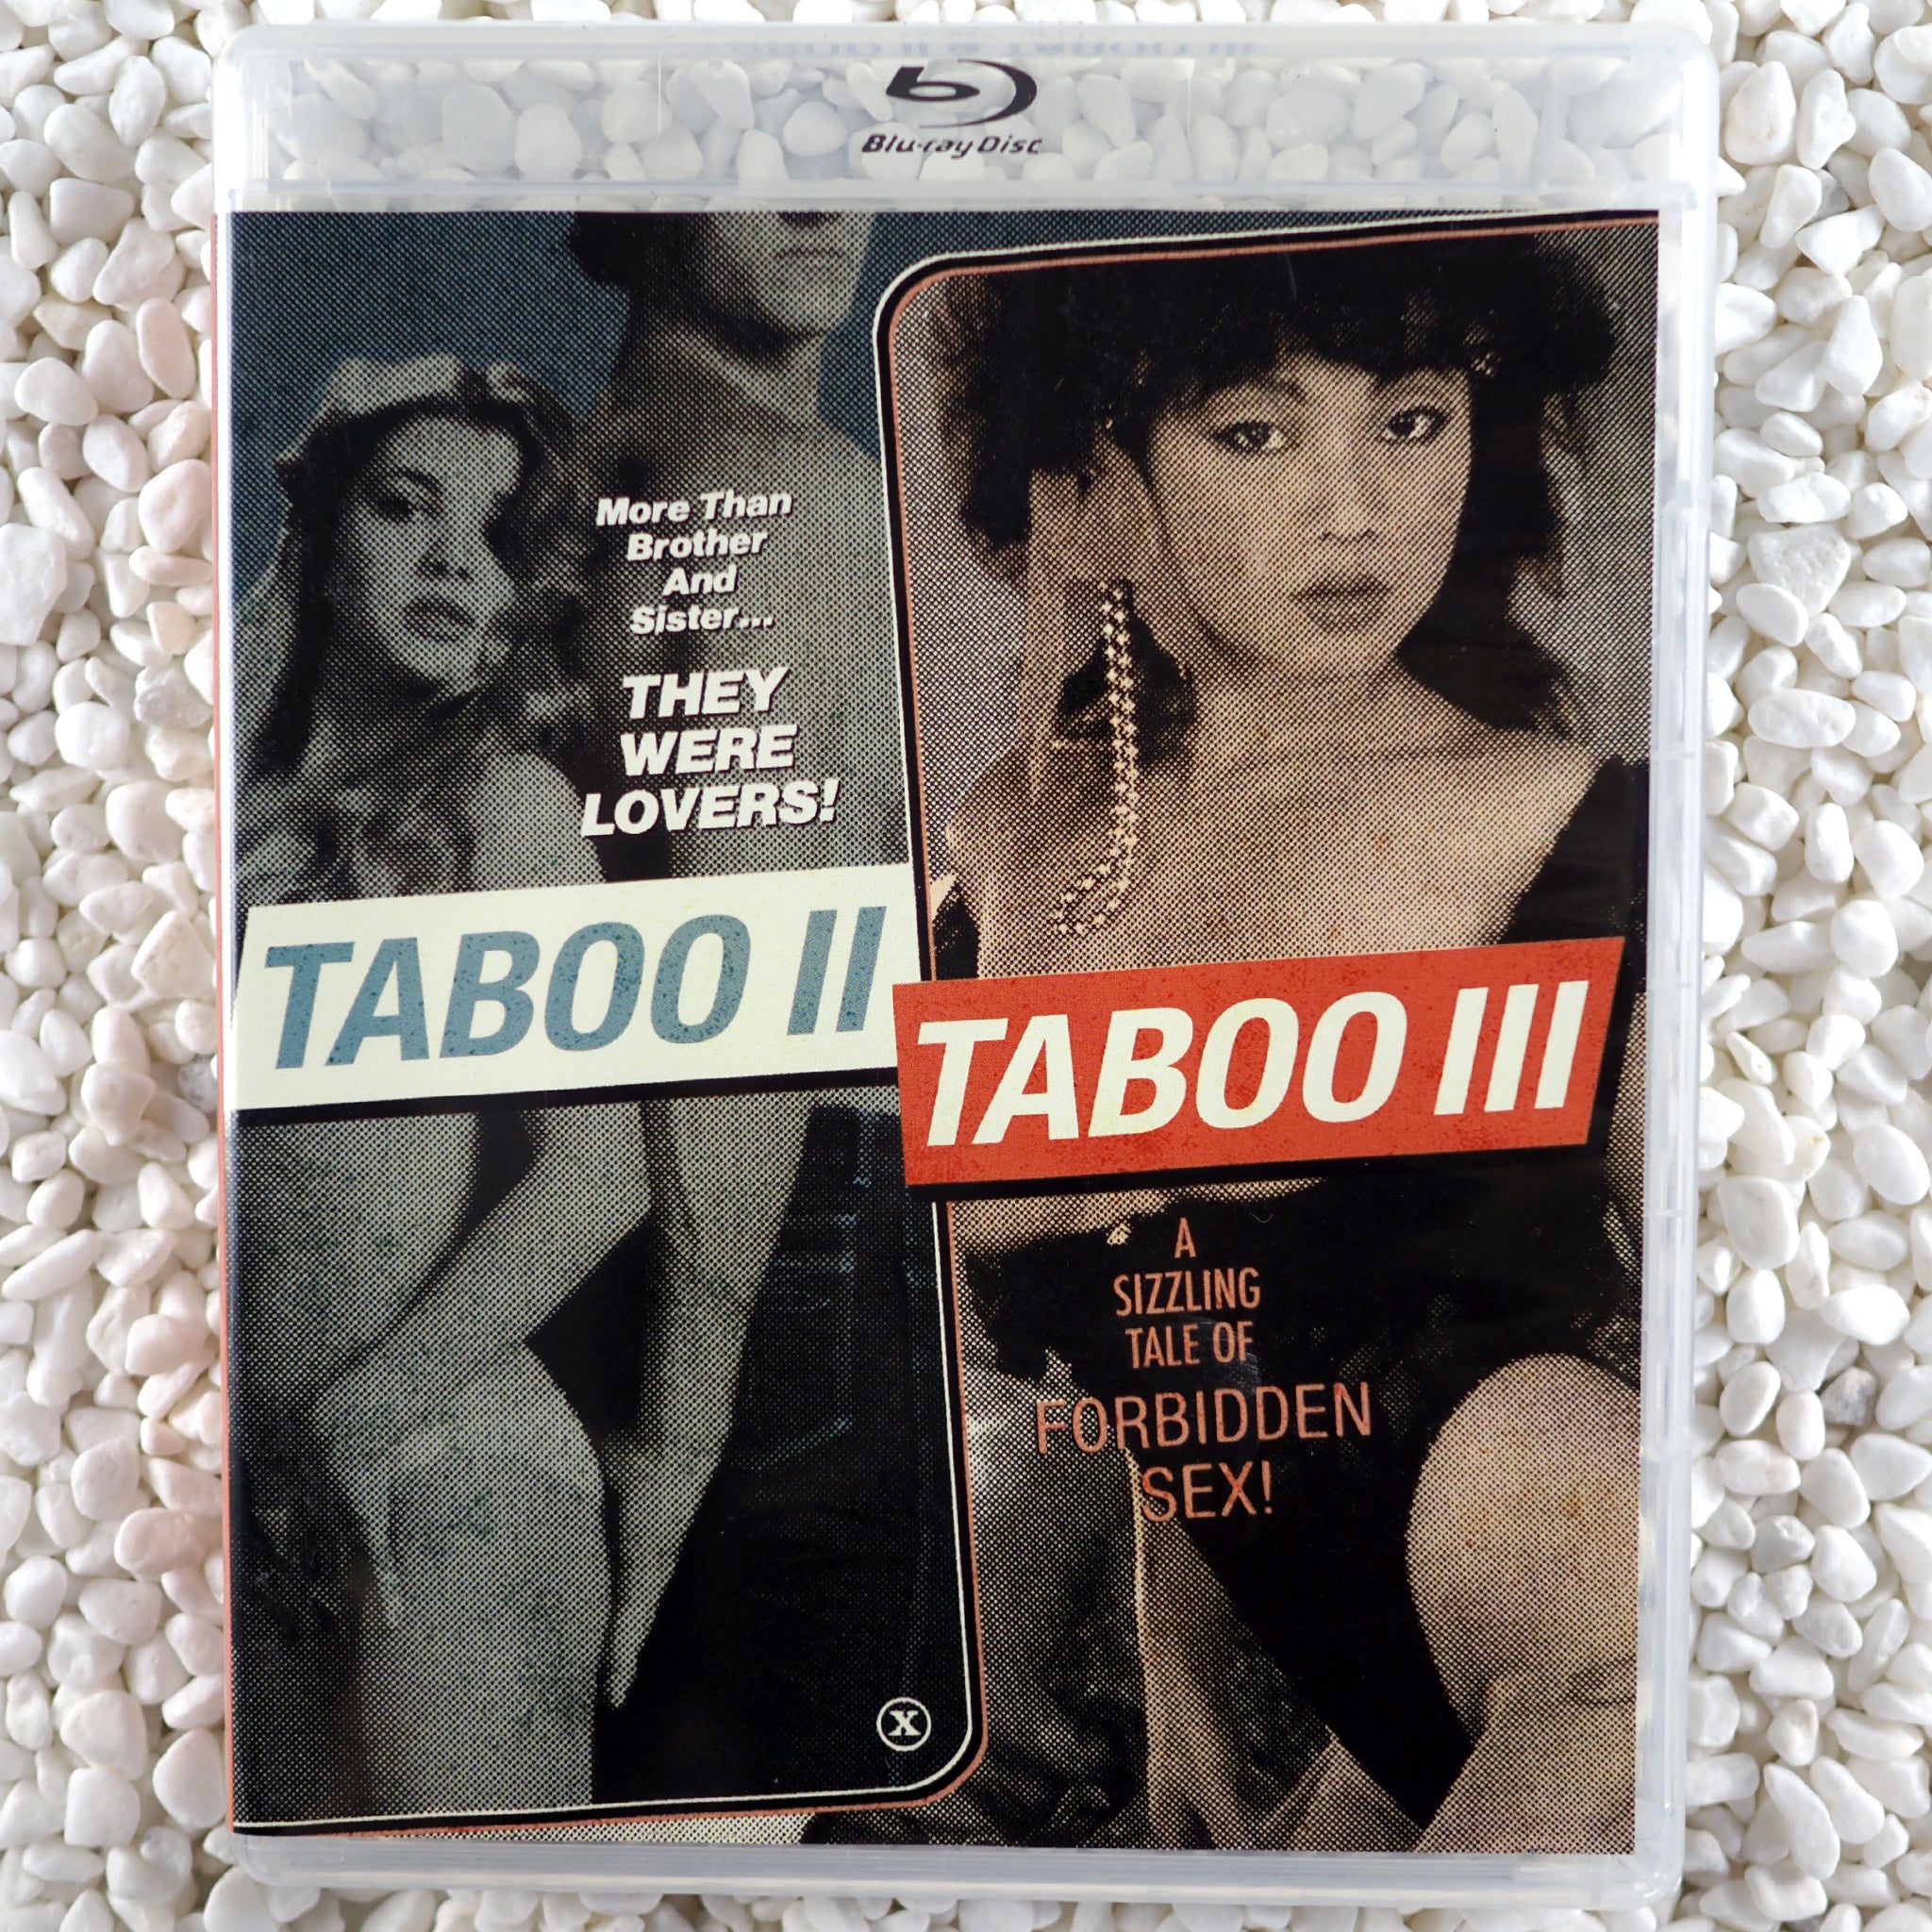 Blu-ray Disc
More Than
Brother
And
Sister...
THEY
WERE
LOVERS!
TABOO II
TABOO III
A
SIZZLING
TALE OF
FORBIDDEN
SEX!
X